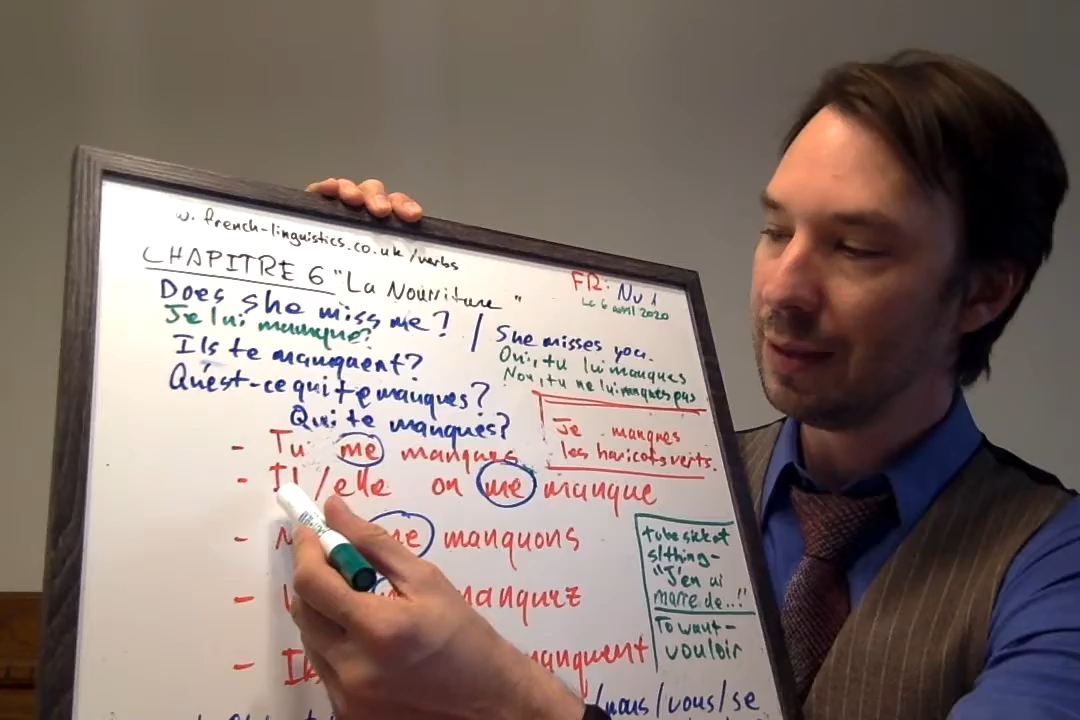 w. french-linguistics.co.uk/verbs
CHAPITRE 6 "La Nourriture"
FR: Nv 1
Le 6 avril 2020
Does she miss me? / She misses you.
Je lui manque?
Oui, tu lui manques
Non, tu ne lui manques pas
Ils te manquent?
Qu'est-ce qui te manques?
Qui te manques?
Je manques
les haricots verts.
- Tu me manques
- Il/elle on me manque
- me manquons
- manquez
- manquent
to be sick of
s/thing-
"J'en ai
marre de..!"
To want-
vouloir
/nous/vous/se